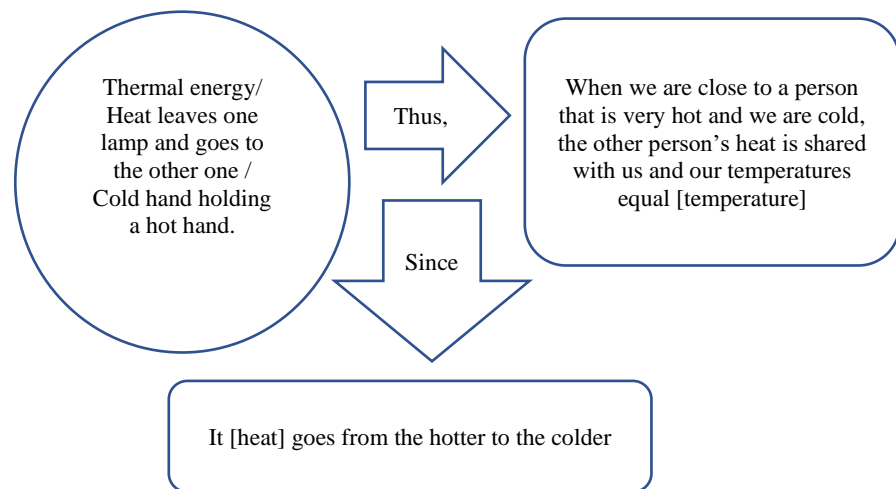 Thermal energy/
Heat leaves one
lamp and goes to
the other one /
Cold hand holding
a hot hand.
Thus,
When we are close to a person
that is very hot and we are cold,
the other person’s heat is shared
with us and our temperatures
equal [temperature]
Since
It [heat] goes from the hotter to the colder